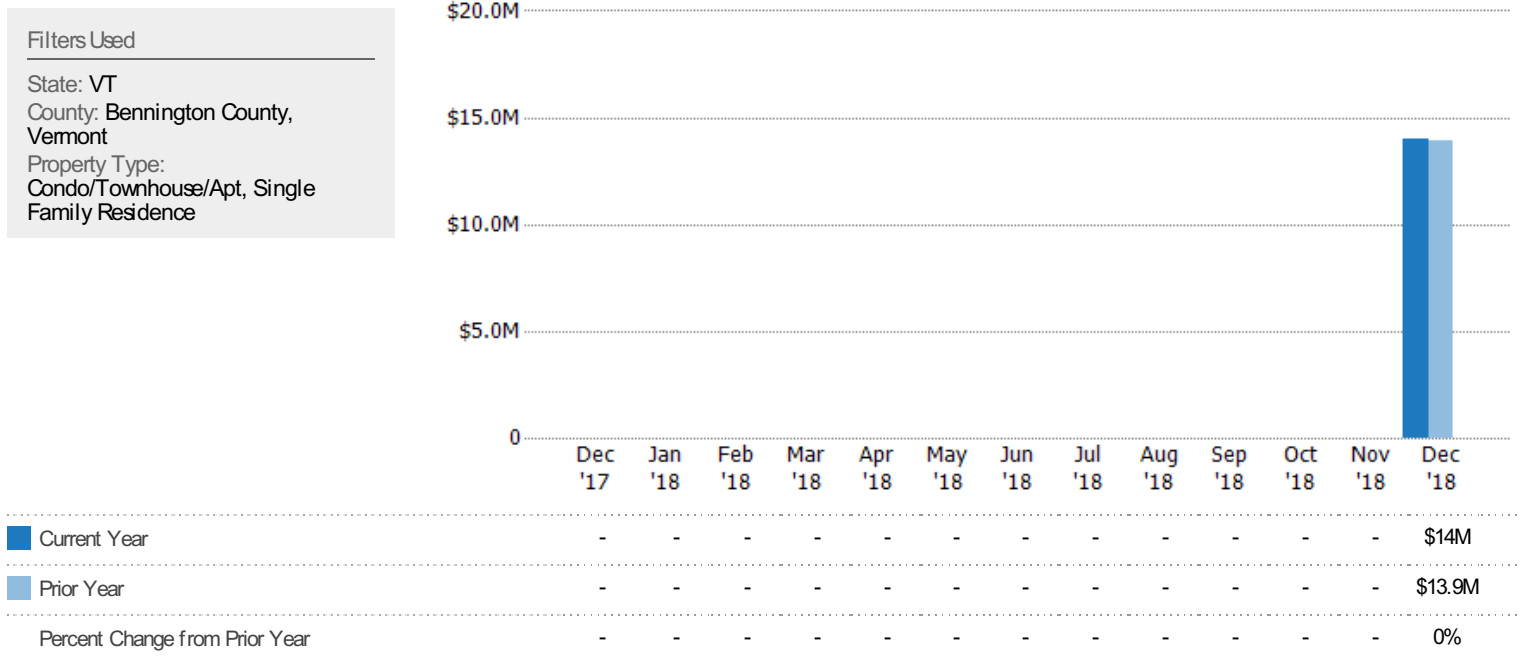 Filters Used
State: VT
County: Bennington County,
Vermont
Property Type:
Condo/Townhouse/Apt, Single
Family Residence
$20.0M
$15.0M
$10.0M
$5.0M
0
Dec Jan Feb Mar Apr May Jun Jul Aug Sep Oct Nov Dec
'17 '18 '18 '18 '18 '18 '18 '18 '18 '18 '18 '18 '18
Current Year - - - - - - - - - - - - $14M
Prior Year - - - - - - - - - - - - $13.9M
Percent Change from Prior Year - - - - - - - - - - - - 0%